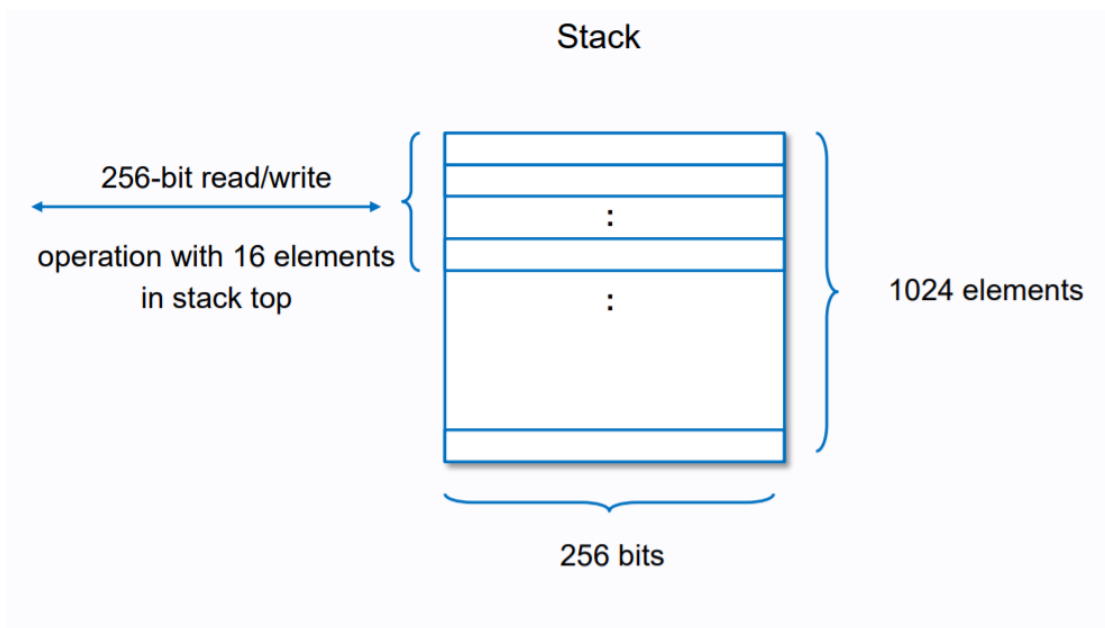 Stack
256-bit read/write
operation with 16 elements
in stack top
:
:
1024 elements
256 bits